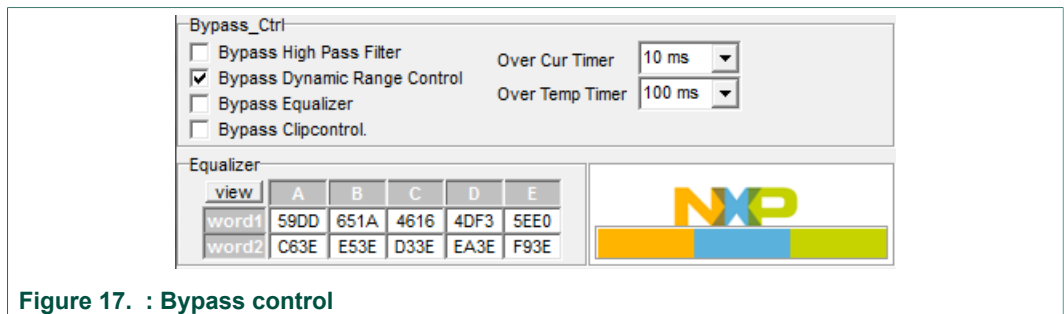 Bypass_Ctrl
Bypass High Pass Filter
Bypass Dynamic Range Control
Bypass Equalizer
Bypass Clipcontrol.
Over Cur Timer 10 ms
Over Temp Timer 100 ms
Equalizer
view A B C D E
word1 59DD 651A 4616 4DF3 5EE0
word2 C63E E53E D33E EA3E F93E
NXP
Figure 17. : Bypass control